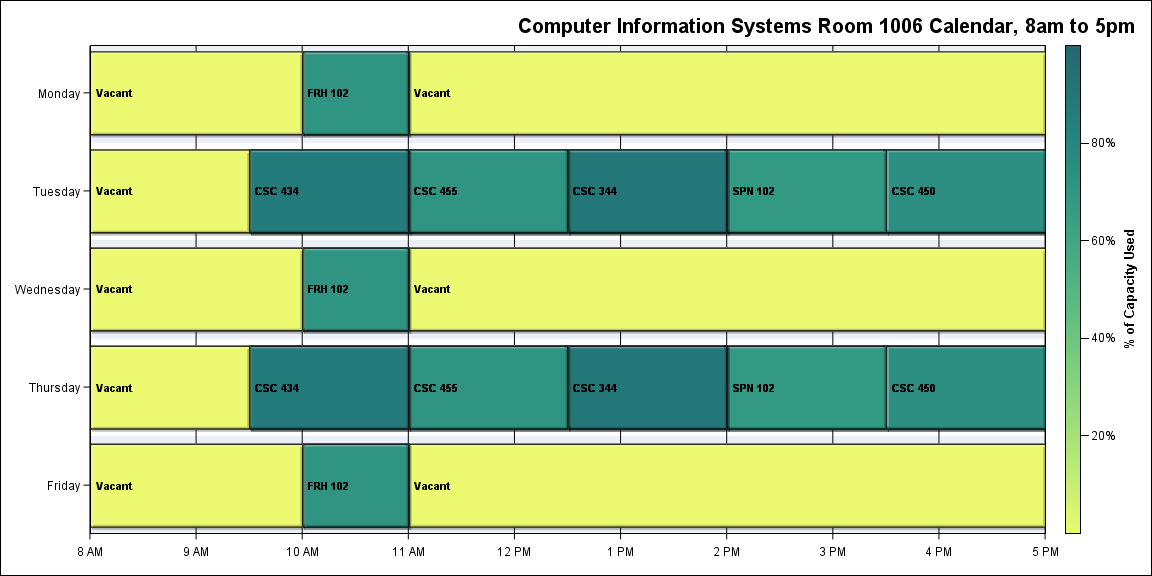 Computer Information Systems Room 1006 Calendar, 8am to 5pm
Monday
Vacant
FRH 102
Vacant
Tuesday
Vacant
CSC 434
CSC 455
CSC 344
SPN 102
CSC 450
Wednesday
Vacant
FRH 102
Vacant
Thursday
Vacant
CSC 434
CSC 455
CSC 344
SPN 102
CSC 450
Friday
Vacant
FRH 102
Vacant
8 AM
9 AM
10 AM
11 AM
12 PM
1 PM
2 PM
3 PM
4 PM
5 PM
80%
60%
40%
20%
% of Capacity Used